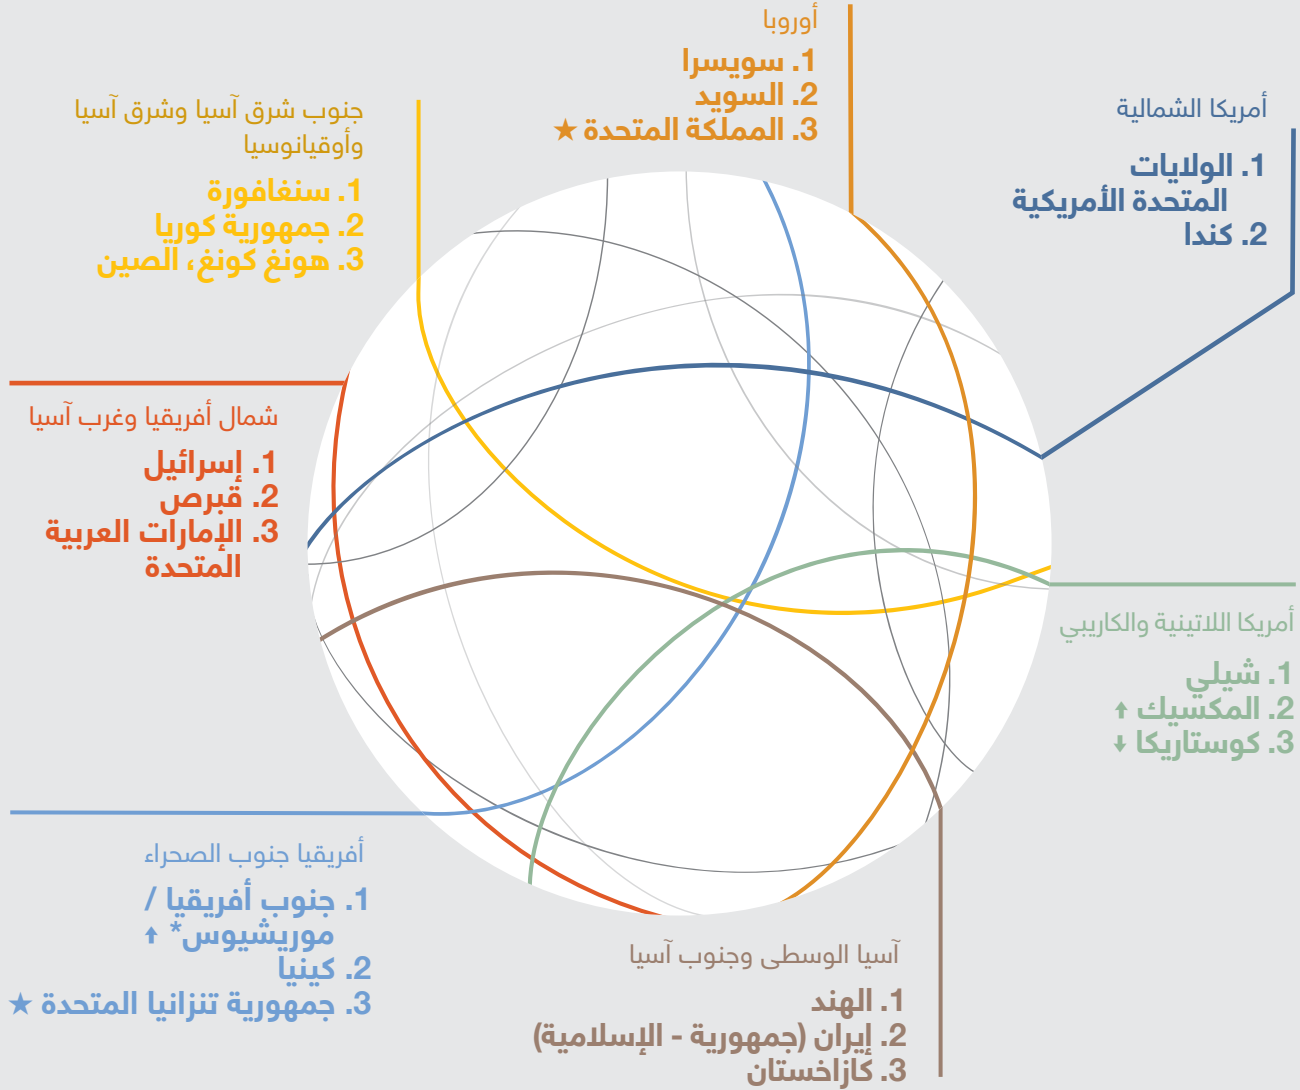 أمريكا الشمالية
1. الولايات
المتحدة الأمريكية
2. كندا
أوروبا
1. سويسرا
2. السويد
3. المملكة المتحدة ★
جنوب شرق آسيا وشرق آسيا
وأوقيانوسيا
1. سنغافورة
2. جمهورية كوريا
3. هونغ كونغ، الصين
شمال أفريقيا وغرب آسيا
1. إسرائيل
2. قبرص
3. الإمارات العربية
المتحدة
أمريكا اللاتينية والكاريبي
1. شيلي
2. المكسيك ⬆
3. كوستاريكا ⬇
أفريقيا جنوب الصحراء
1. جنوب أفريقيا /
موريشيوس* ⬆
2. كينيا
3. جمهورية تنزانيا المتحدة ★
آسيا الوسطى وجنوب آسيا
1. الهند
2. إيران (جمهورية - الإسلامية)
3. كازاخستان